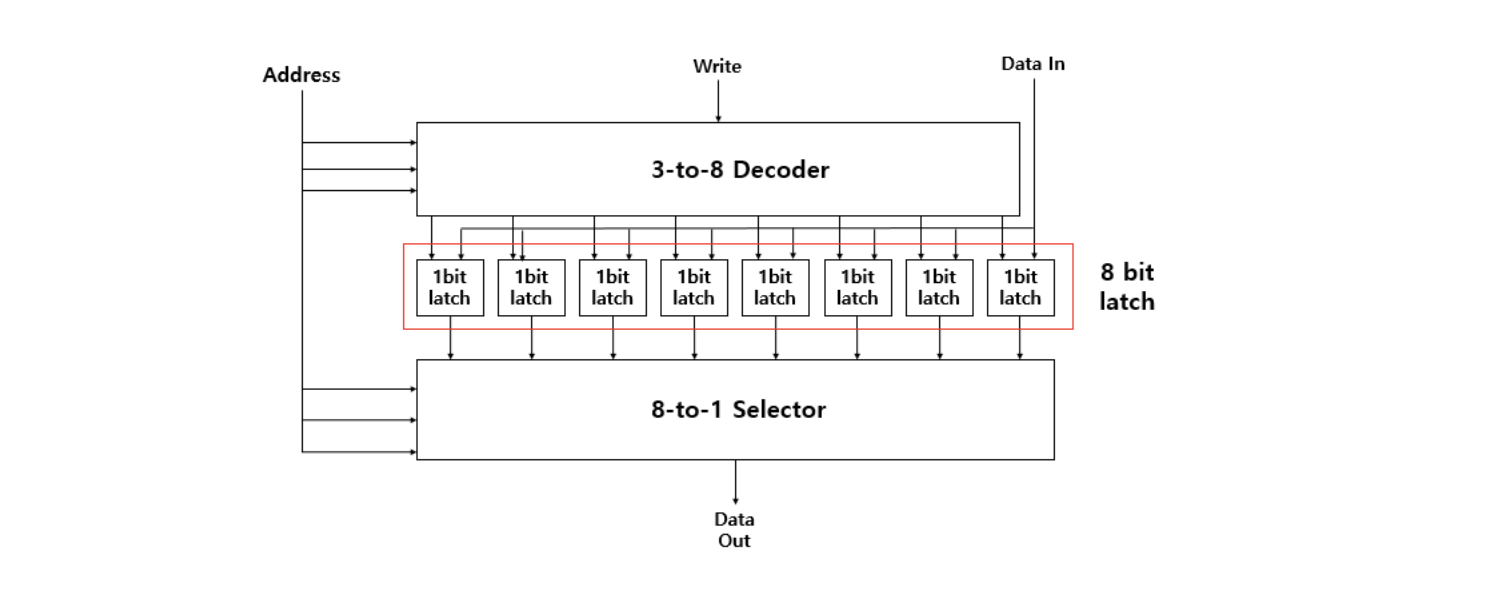 Address
Write
Data In
3-to-8 Decoder
1bit
latch
1bit
latch
1bit
latch
1bit
latch
1bit
latch
1bit
latch
1bit
latch
1bit
latch
8 bit
latch
8-to-1 Selector
Data
Out